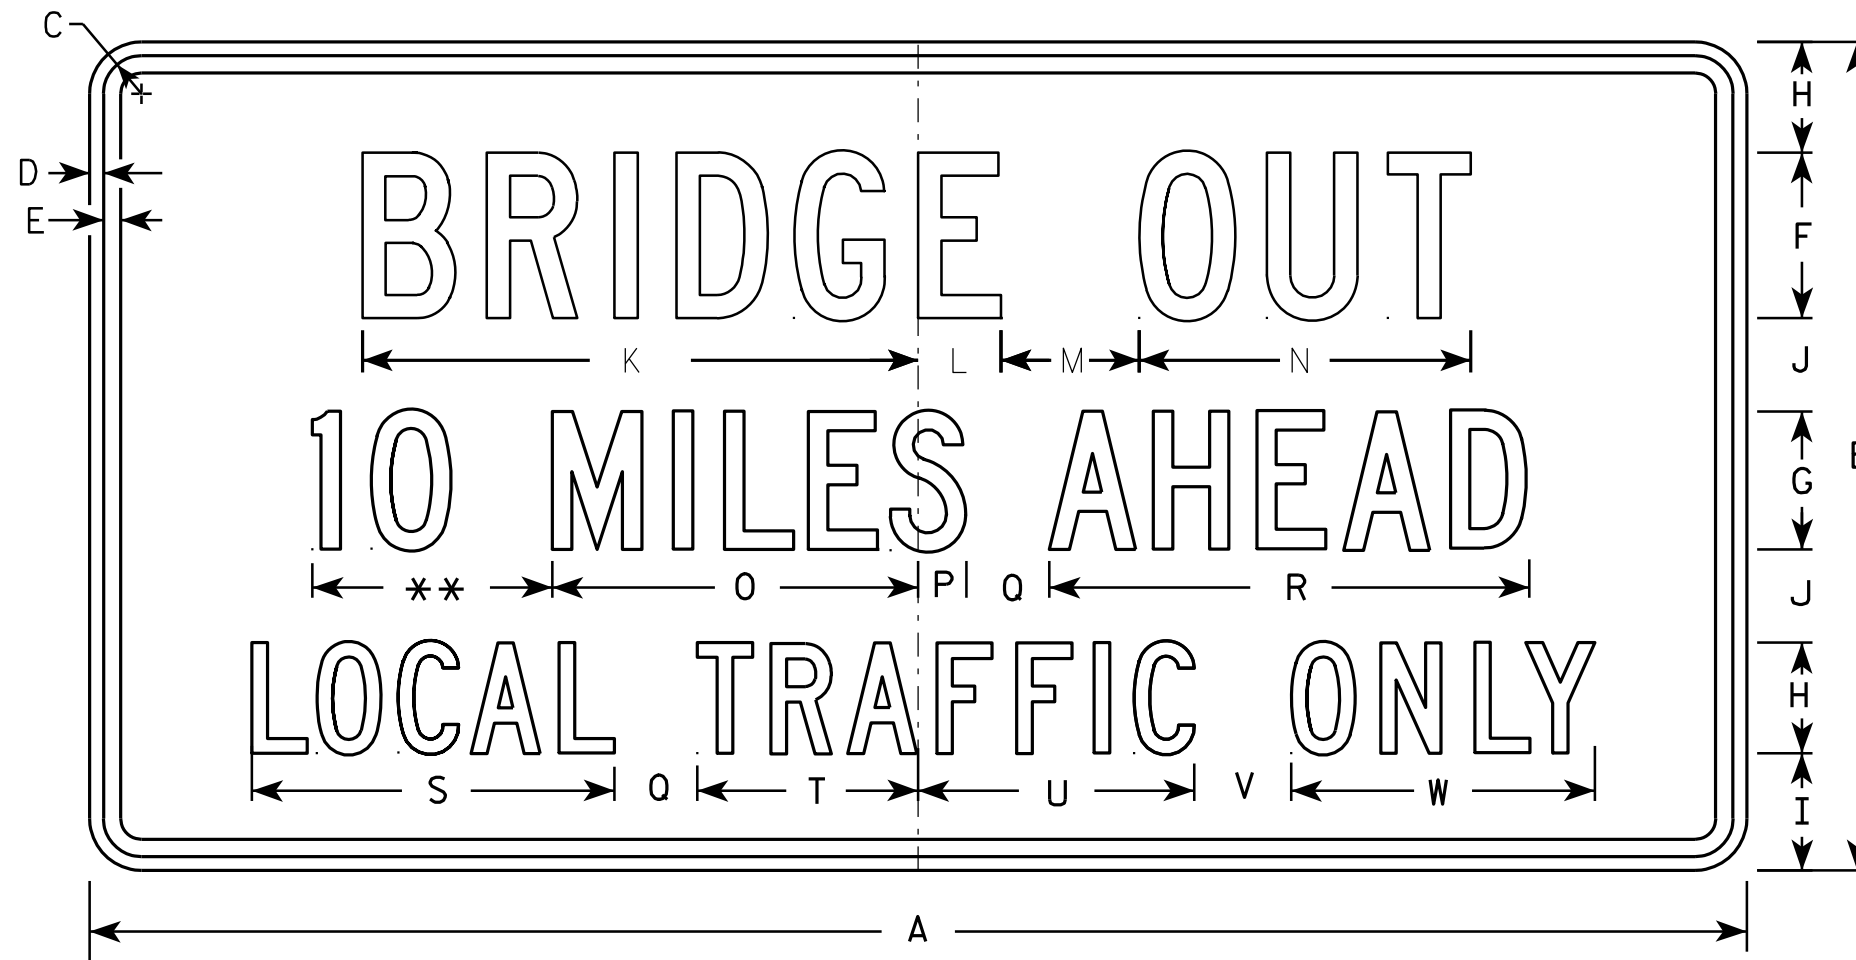 C
H
D
BRIDGE OUT
F
E
K L M N
J
10 MILES AHEAD
G
** O P Q R
J
LOCAL TRAFFIC ONLY
H
S Q T U V W
I
A